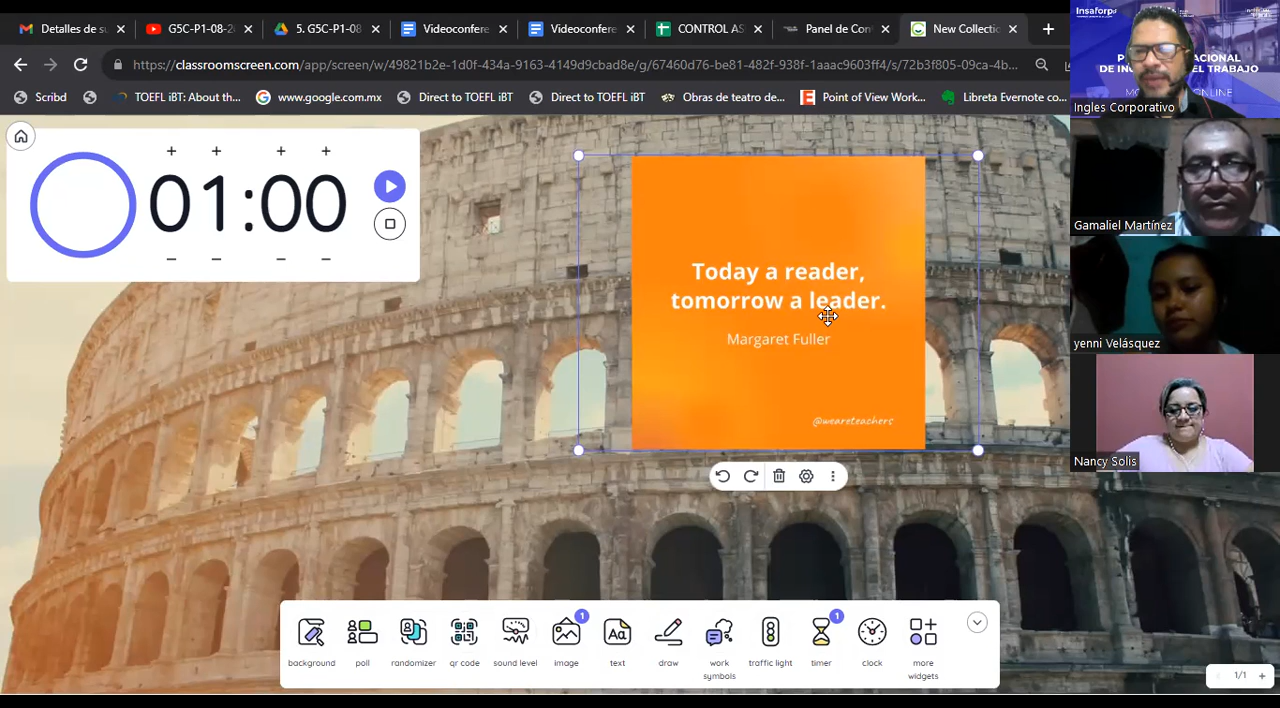 Detalles de su
G5C-P1-08-2
5. G5C-P1-08
Videoconfere
Videoconfere
CONTROL AS
Panel de Con
New Collectio
https://classroomscreen.com/app/screen/w/49821b2e-1d0f-434a-9163-4149d9cbad8e/g/67460d76-be81-482f-938f-1aaac9603ff4/s/72b3f805-09ca-4b...
Scribd
TOEFL iBT: About th...
www.google.com.mx
Direct to TOEFL iBT
Direct to TOEFL iBT
Obras de teatro de...
Point of View Work...
Libreta Evernote co...
01:00
Today a reader,
tomorrow a leader.
Margaret Fuller
@weareteachers
background
poll
randomizer
qr code
sound level
1
image
text
draw
work
symbols
traffic light
1
timer
clock
more
widgets
1/1
Insaforp
Ingles Corporativo
Gamaliel Martínez
yenni Velásquez
Nancy Solis